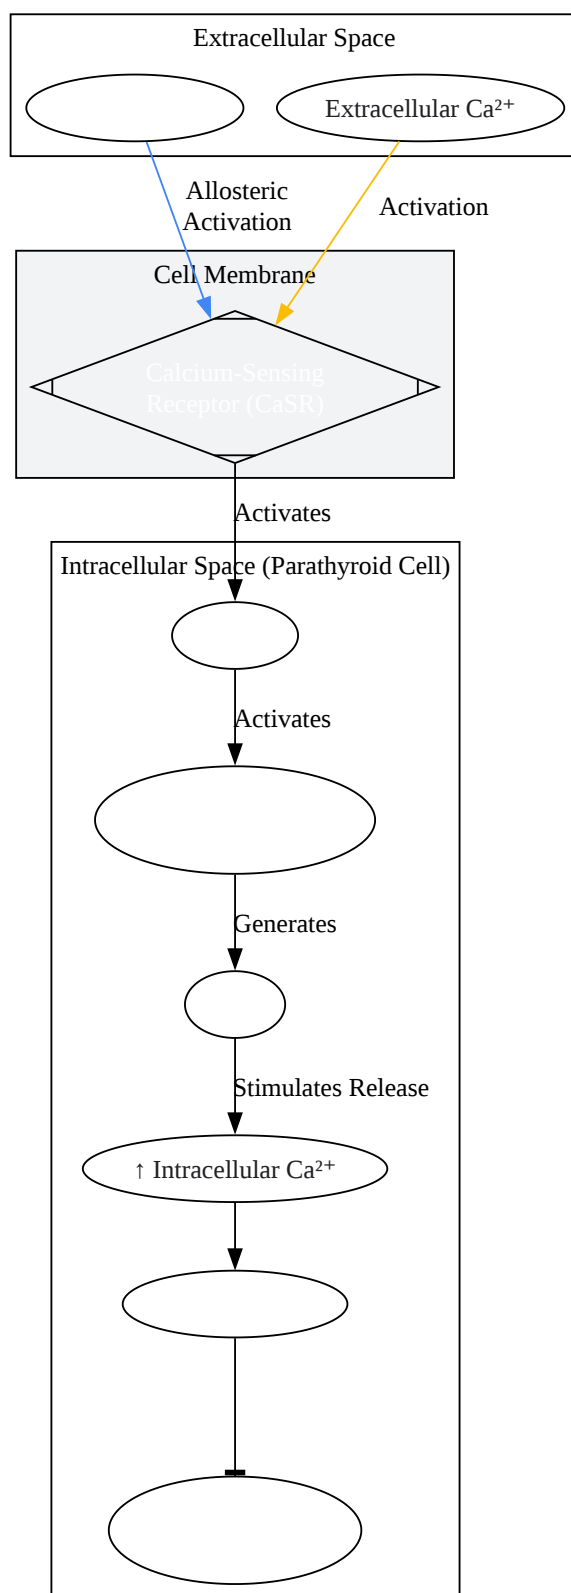 Extracellular Space
Extracellular Ca²⁺
Allosteric
Activation
Activation
Cell Membrane
Calcium-Sensing
Receptor (CaSR)
Activates
Intracellular Space (Parathyroid Cell)
Activates
Generates
Stimulates Release
↑ Intracellular Ca²⁺